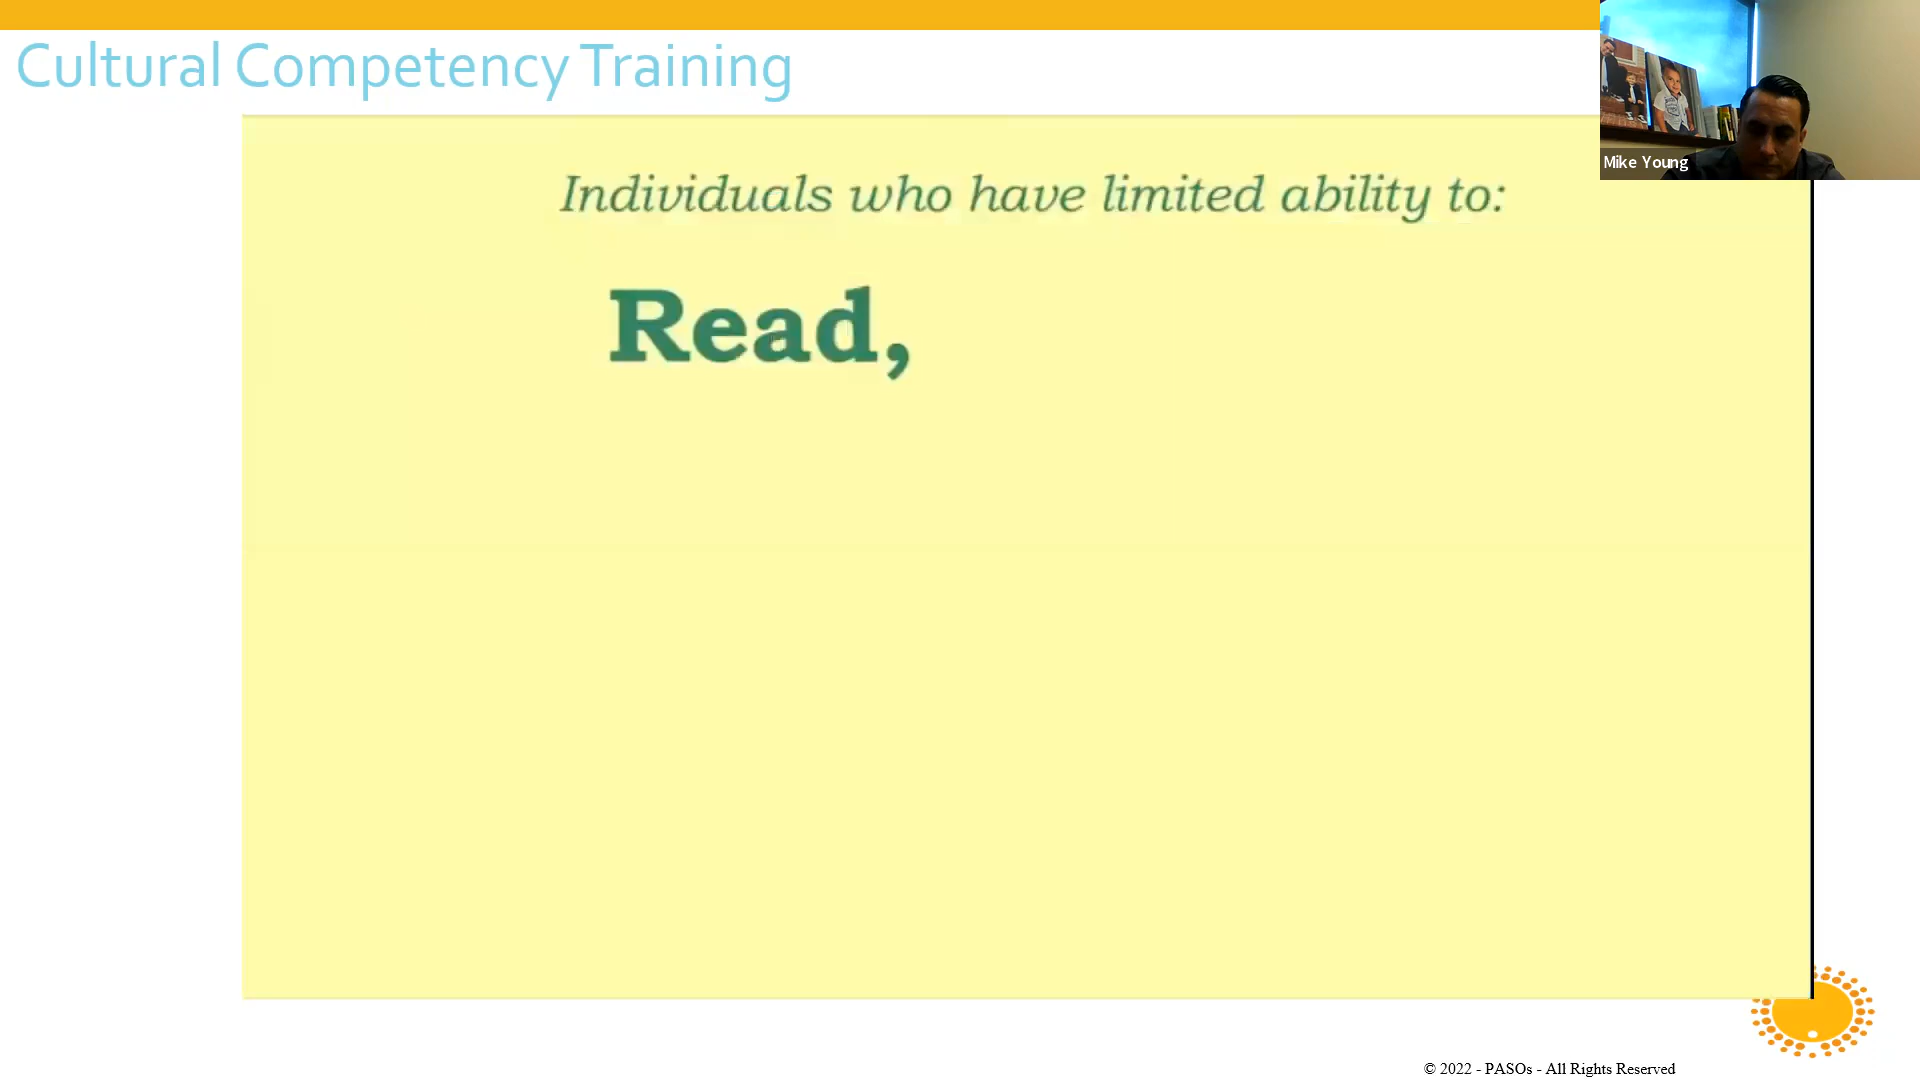 Cultural Competency Training
Mike Young
Individuals who have limited ability to:
Read,
© 2022 - PASOs - All Rights Reserved